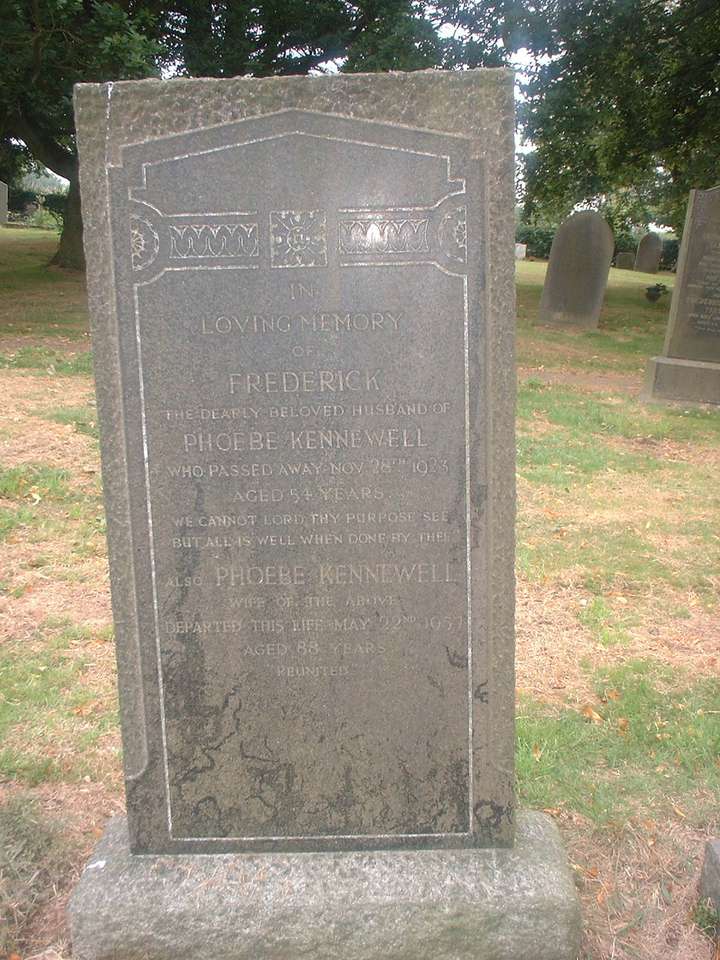 IN
LOVING MEMORY
OF
FREDERICK
THE DEARLY BELOVED HUSBAND OF
PHOEBE KENNEWELL
WHO PASSED AWAY NOV. 28TH 1923
AGED 54 YEARS
WE CANNOT LORD THY PURPOSE SEE
BUT ALL IS WELL WHEN DONE BY THEE
ALSO PHOEBE KENNEWELL
WIFE OF THE ABOVE
DEPARTED THIS LIFE MAY 22ND 1957
AGED 88 YEARS
"REUNITED"